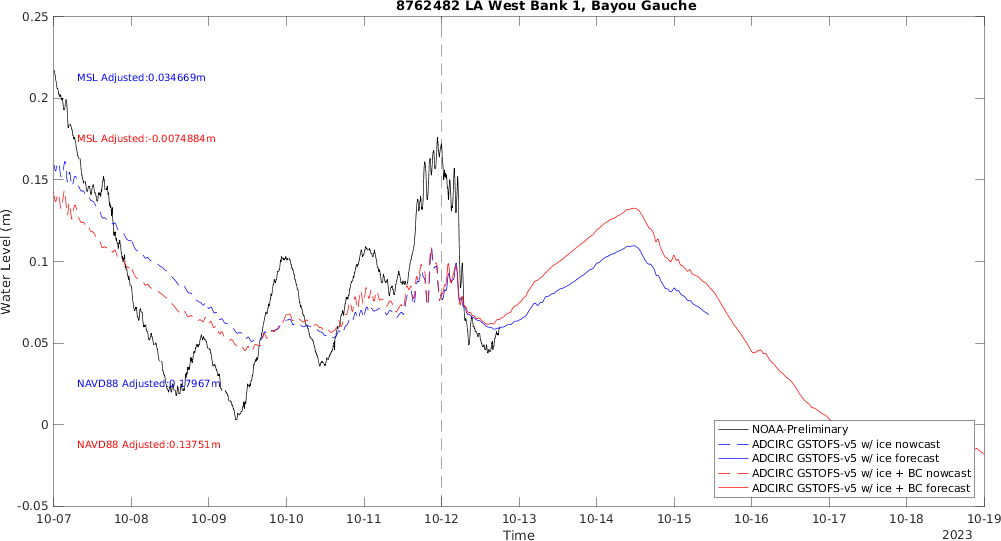 8762482 LA West Bank 1, Bayou Gauche
0.25
0.2
0.15
0.1
0.05
0
-0.05
Water Level (m)
MSL Adjusted:0.034669m
MSL Adjusted:-0.0074884m
NAVD88 Adjusted:0.17967m
NAVD88 Adjusted:0.13751m
NOAA-Preliminary
ADCIRC GSTOFS-v5 w/ ice nowcast
ADCIRC GSTOFS-v5 w/ ice forecast
ADCIRC GSTOFS-v5 w/ ice + BC nowcast
ADCIRC GSTOFS-v5 w/ ice + BC forecast
10-07 10-08 10-09 10-10 10-11 10-12 10-13 10-14 10-15 10-16 10-17 10-18 10-19
Time
2023